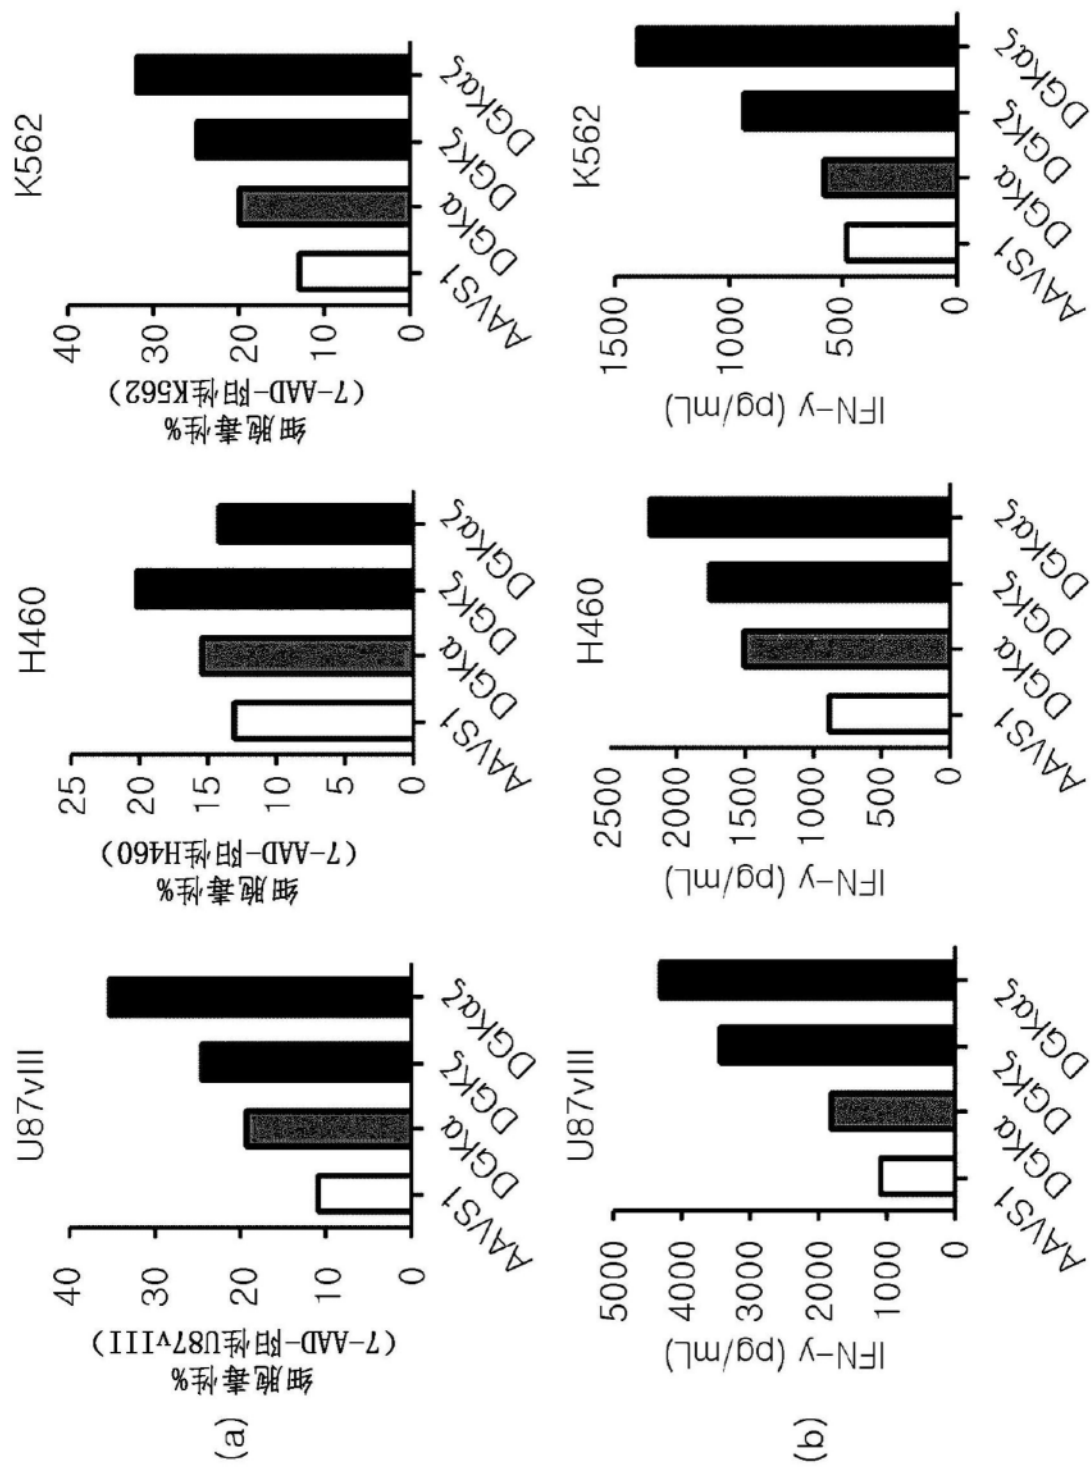 (a)
U87vIII
细胞毒性%
(7-AAD-阳性U87vIII)
40
30
20
10
0
AAVS1
DGKα
DGKζ
DGKαζ
H460
细胞毒性%
(7-AAD-阳性H460)
25
20
15
10
5
0
AAVS1
DGKα
DGKζ
DGKαζ
K562
细胞毒性%
(7-AAD-阳性K562)
40
30
20
10
0
AAVS1
DGKα
DGKζ
DGKαζ
(b)
U87vIII
IFN-y (pg/mL)
5000
4000
3000
2000
1000
0
AAVS1
DGKα
DGKζ
DGKαζ
H460
IFN-y (pg/mL)
2500
2000
1500
1000
500
0
AAVS1
DGKα
DGKζ
DGKαζ
K562
IFN-y (pg/mL)
1500
1000
500
0
AAVS1
DGKα
DGKζ
DGKαζ